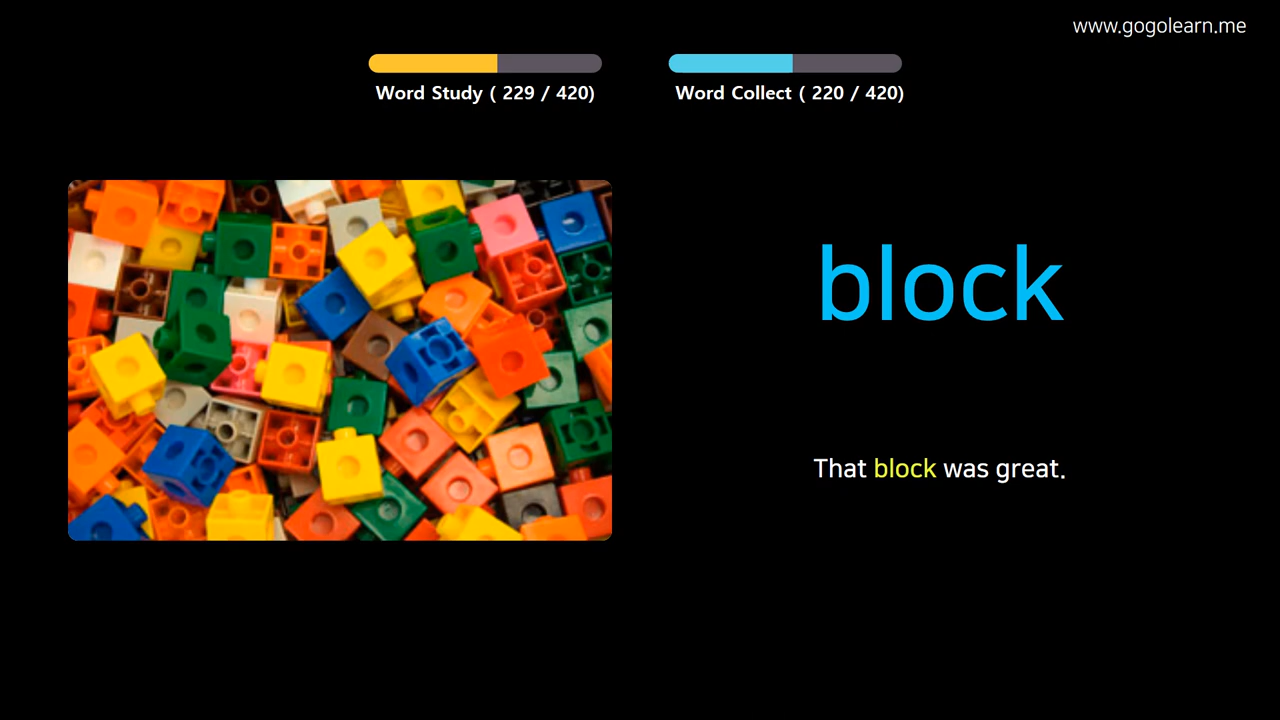 www.gogolearn.me
Word Study ( 229 / 420)
Word Collect ( 220 / 420)
block
That block was great.